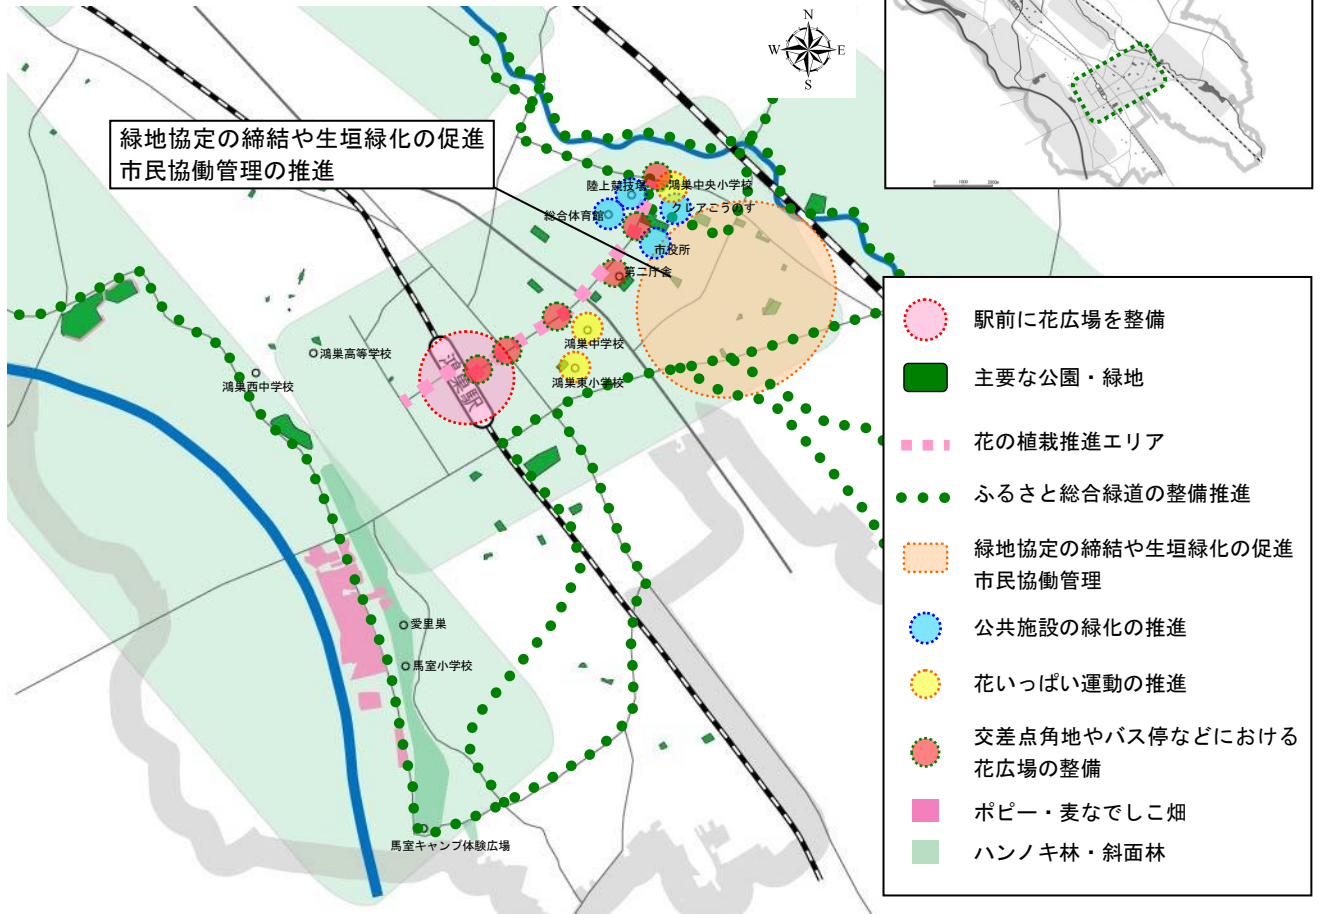 N
W
E
S
緑地協定の締結や生垣緑化の促進
市民協働管理の推進
陸上競技場
鴻巣中央小学校
クレアこうのす
総合体育館
市役所
第二庁舎
鴻巣中学校
鴻巣東小学校
鴻巣駅
鴻巣高等学校
鴻巣西中学校
愛里巣
馬室小学校
馬室キャンプ体験広場
駅前に花広場を整備
主要な公園・緑地
花の植栽推進エリア
ふるさと総合緑道の整備推進
緑地協定の締結や生垣緑化の促進
市民協働管理
公共施設の緑化の推進
花いっぱい運動の推進
交差点角地やバス停などにおける
花広場の整備
ポピー・麦なでしこ畑
ハンノキ林・斜面林